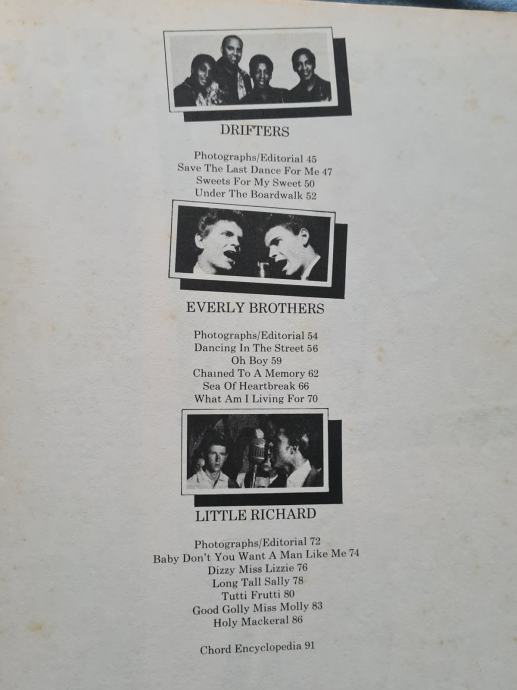 DRIFTERS
Photographs/Editorial 45
Save The Last Dance For Me 47
Sweets For My Sweet 50
Under The Boardwalk 52
EVERLY BROTHERS
Photographs/Editorial 54
Dancing In The Street 56
Oh Boy 59
Chained To A Memory 62
Sea Of Heartbreak 66
What Am I Living For 70
LITTLE RICHARD
Photographs/Editorial 72
Baby Don't You Want A Man Like Me 74
Dizzy Miss Lizzie 76
Long Tall Sally 78
Tutti Frutti 80
Good Golly Miss Molly 83
Holy Mackeral 86
Chord Encyclopedia 91